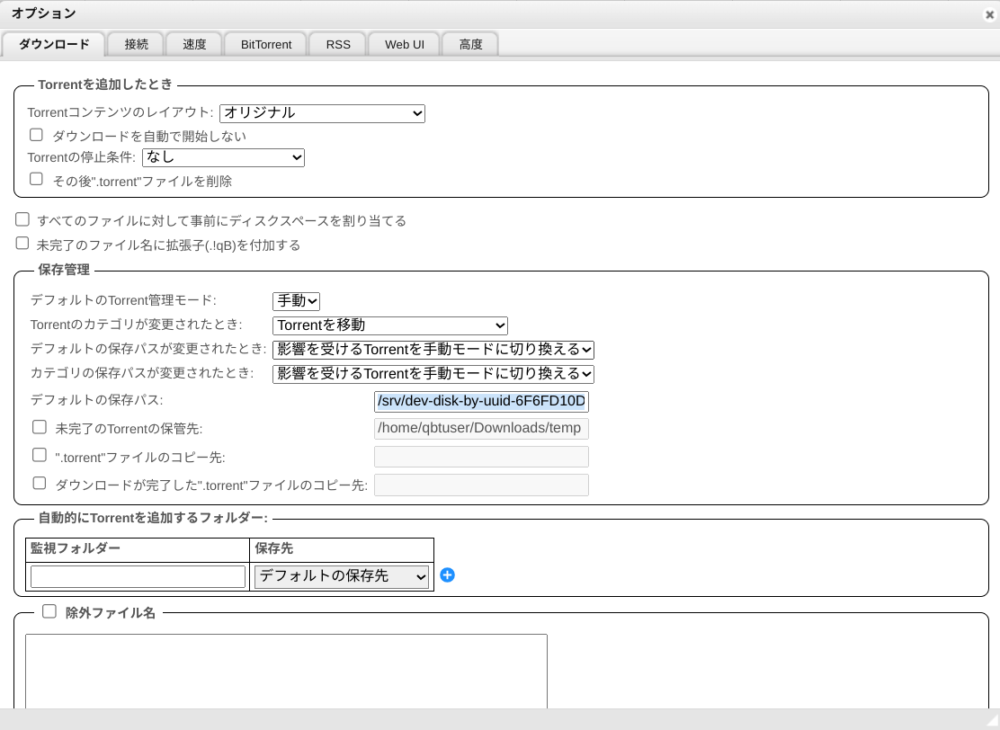 オプション
ダウンロード 接続 速度 BitTorrent RSS Web UI 高度
Torrentを追加したとき
Torrentコンテンツのレイアウト: オリジナル
ダウンロードを自動で開始しない
Torrentの停止条件: なし
その後".torrent"ファイルを削除
すべてのファイルに対して事前にディスクスペースを割り当てる
未完了のファイル名に拡張子(.!qB)を付加する
保存管理
デフォルトのTorrent管理モード: 手動
Torrentのカテゴリが変更されたとき: Torrentを移動
デフォルトの保存パスが変更されたとき: 影響を受けるTorrentを手動モードに切り換える
カテゴリの保存パスが変更されたとき: 影響を受けるTorrentを手動モードに切り換える
デフォルトの保存パス: /srv/dev-disk-by-uuid-6F6FD10D
未完了のTorrentの保管先: /home/qbtuser/Downloads/temp
".torrent"ファイルのコピー先:
ダウンロードが完了した".torrent"ファイルのコピー先:
自動的にTorrentを追加するフォルダー:
監視フォルダー 保存先
デフォルトの保存先
除外ファイル名